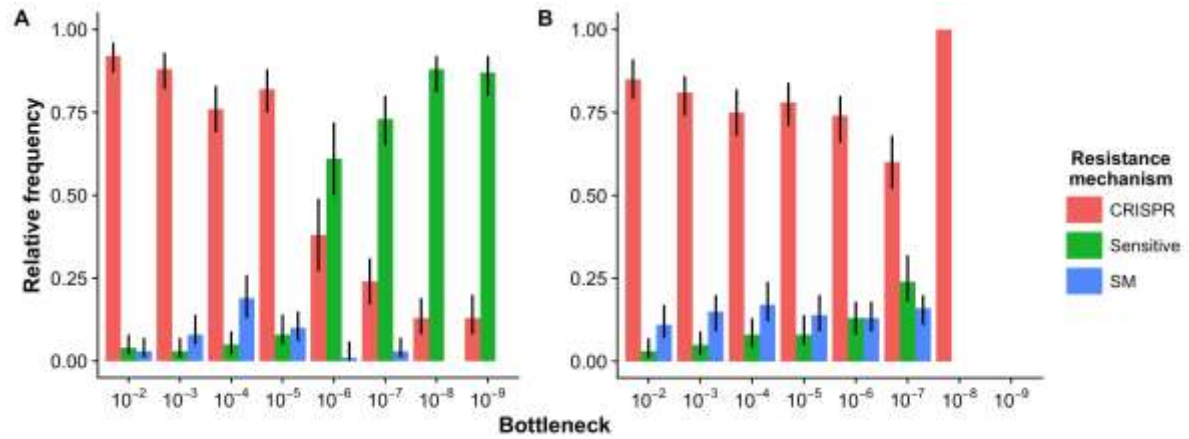 A
B
Relative frequency
1.00
0.75
0.50
0.25
0.00
10⁻² 10⁻³ 10⁻⁴ 10⁻⁵ 10⁻⁶ 10⁻⁷ 10⁻⁸ 10⁻⁹
1.00
0.75
0.50
0.25
0.00
10⁻² 10⁻³ 10⁻⁴ 10⁻⁵ 10⁻⁶ 10⁻⁷ 10⁻⁸ 10⁻⁹
Bottleneck
Resistance
mechanism
CRISPR
Sensitive
SM